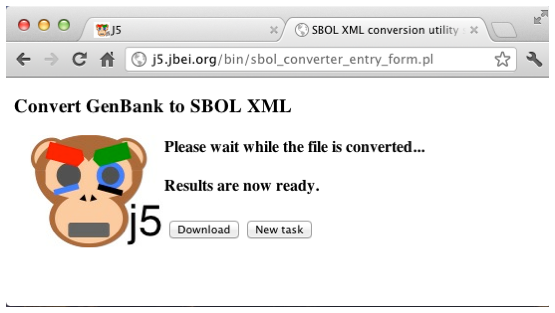 J5
SBOL XML conversion utility
j5.jbei.org/bin/sbol_converter_entry_form.pl
Convert GenBank to SBOL XML
Please wait while the file is converted...
Results are now ready.
j5
Download New task